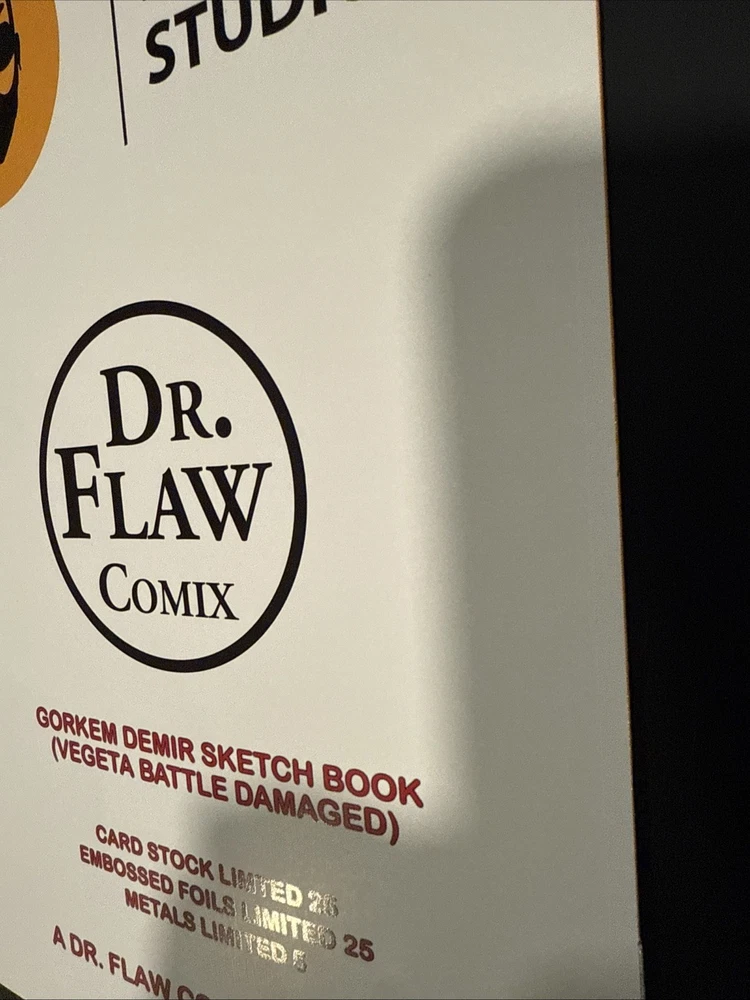 DR.
FLAW
COMIX
GORKEM DEMIR SKETCH BOOK
(VEGETA BATTLE DAMAGED)
CARD STOCK LIMITED 25
EMBOSSED FOILS LIMITED 25
METALS LIMITED 5
A DR. FLAW